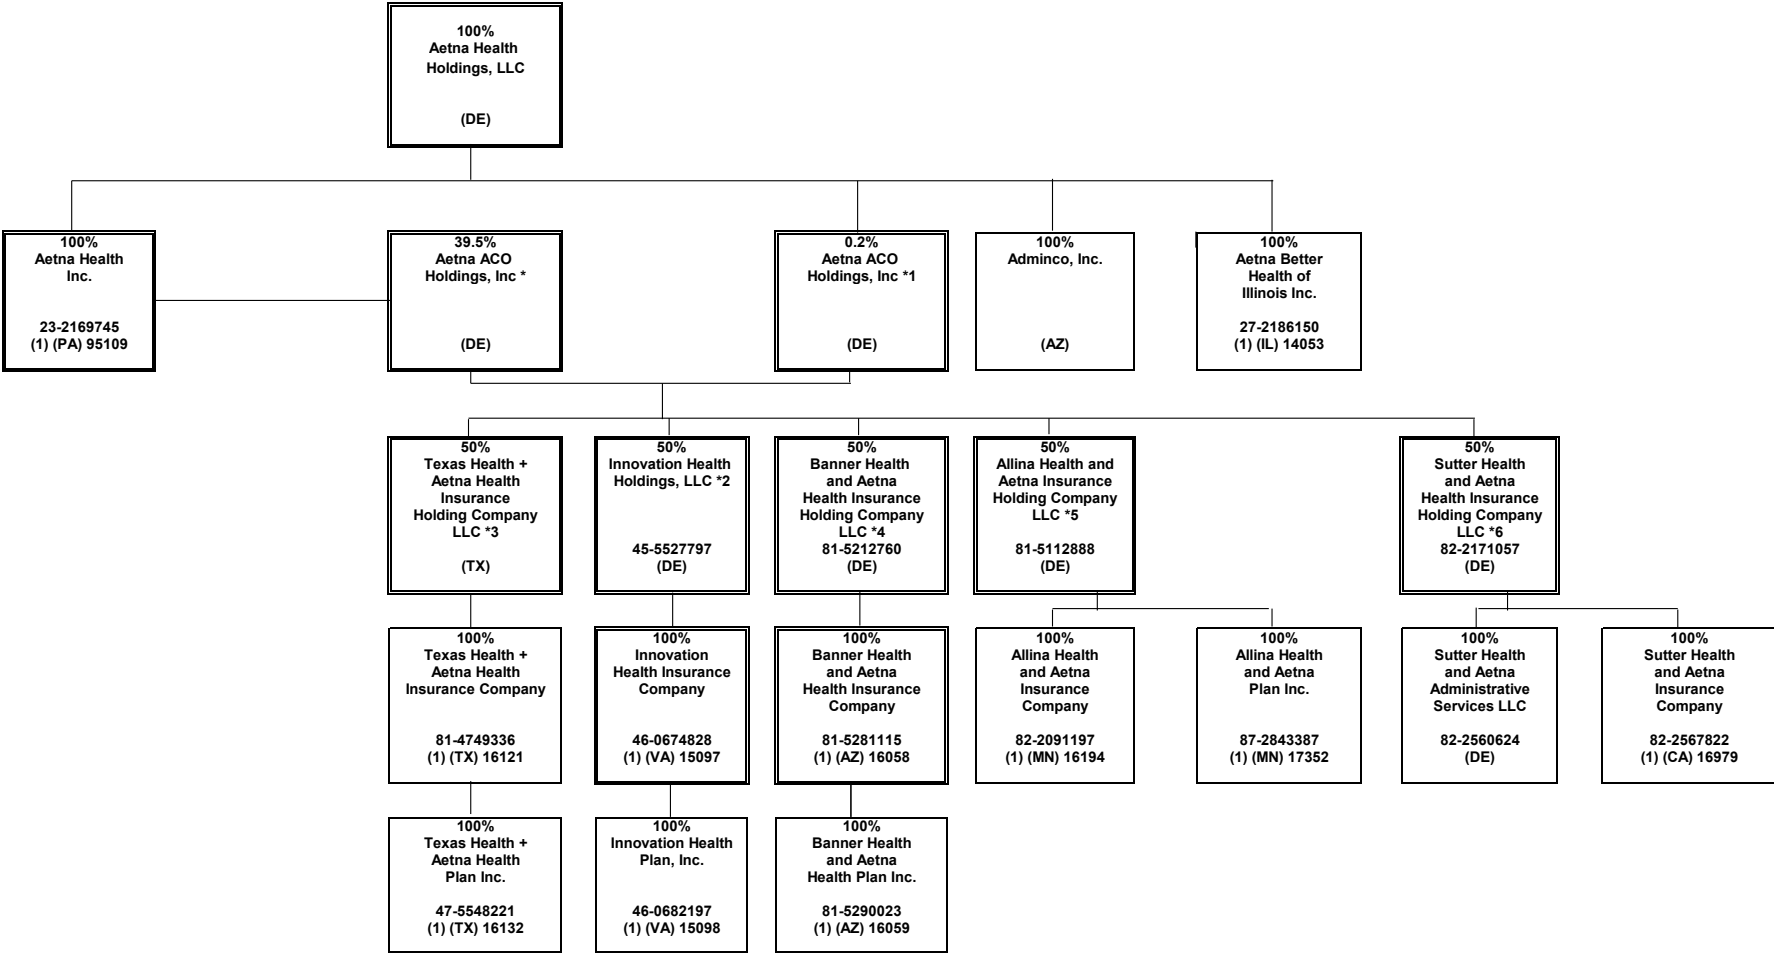 100%
Aetna Health
Holdings, LLC
(DE)
100%
Aetna Health
Inc.
23-2169745
(1) (PA) 95109
39.5%
Aetna ACO
Holdings, Inc *
(DE)
0.2%
Aetna ACO
Holdings, Inc *1
(DE)
100%
Adminco, Inc.
(AZ)
100%
Aetna Better
Health of
Illinois Inc.
27-2186150
(1) (IL) 14053
50%
Texas Health +
Aetna Health
Insurance
Holding Company
LLC *3
(TX)
50%
Innovation Health
Holdings, LLC *2
45-5527797
(DE)
50%
Banner Health
and Aetna
Health Insurance
Holding Company
LLC *4
81-5212760
(DE)
50%
Allina Health and
Aetna Insurance
Holding Company
LLC *5
81-5112888
(DE)
50%
Sutter Health
and Aetna
Health Insurance
Holding Company
LLC *6
82-2171057
(DE)
100%
Texas Health +
Aetna Health
Insurance Company
81-4749336
(1) (TX) 16121
100%
Innovation
Health Insurance
Company
46-0674828
(1) (VA) 15097
100%
Banner Health
and Aetna
Health Insurance
Company
81-5281115
(1) (AZ) 16058
100%
Allina Health
and Aetna
Insurance
Company
82-2091197
(1) (MN) 16194
100%
Allina Health
and Aetna
Plan Inc.
87-2843387
(1) (MN) 17352
100%
Sutter Health
and Aetna
Administrative
Services LLC
82-2560624
(DE)
100%
Sutter Health
and Aetna
Insurance
Company
82-2567822
(1) (CA) 16979
100%
Texas Health +
Aetna Health
Plan Inc.
47-5548221
(1) (TX) 16132
100%
Innovation Health
Plan, Inc.
46-0682197
(1) (VA) 15098
100%
Banner Health
and Aetna
Health Plan Inc.
81-5290023
(1) (AZ) 16059